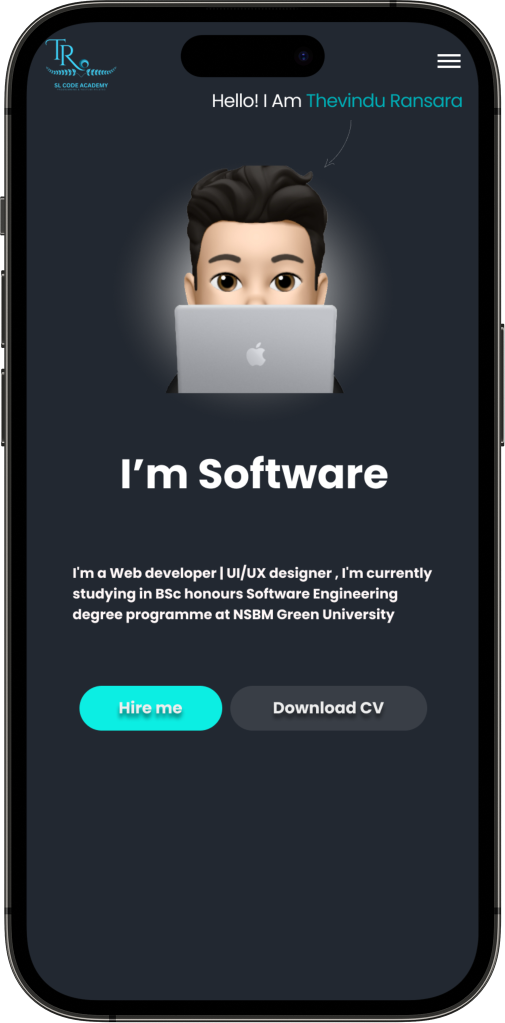 TR
SL CODE ACADEMY
Hello! I Am Thevindu Ransara
I’m Software
I'm a Web developer | UI/UX designer , I'm currently
studying in BSc honours Software Engineering
degree programme at NSBM Green University
Hire me
Download CV